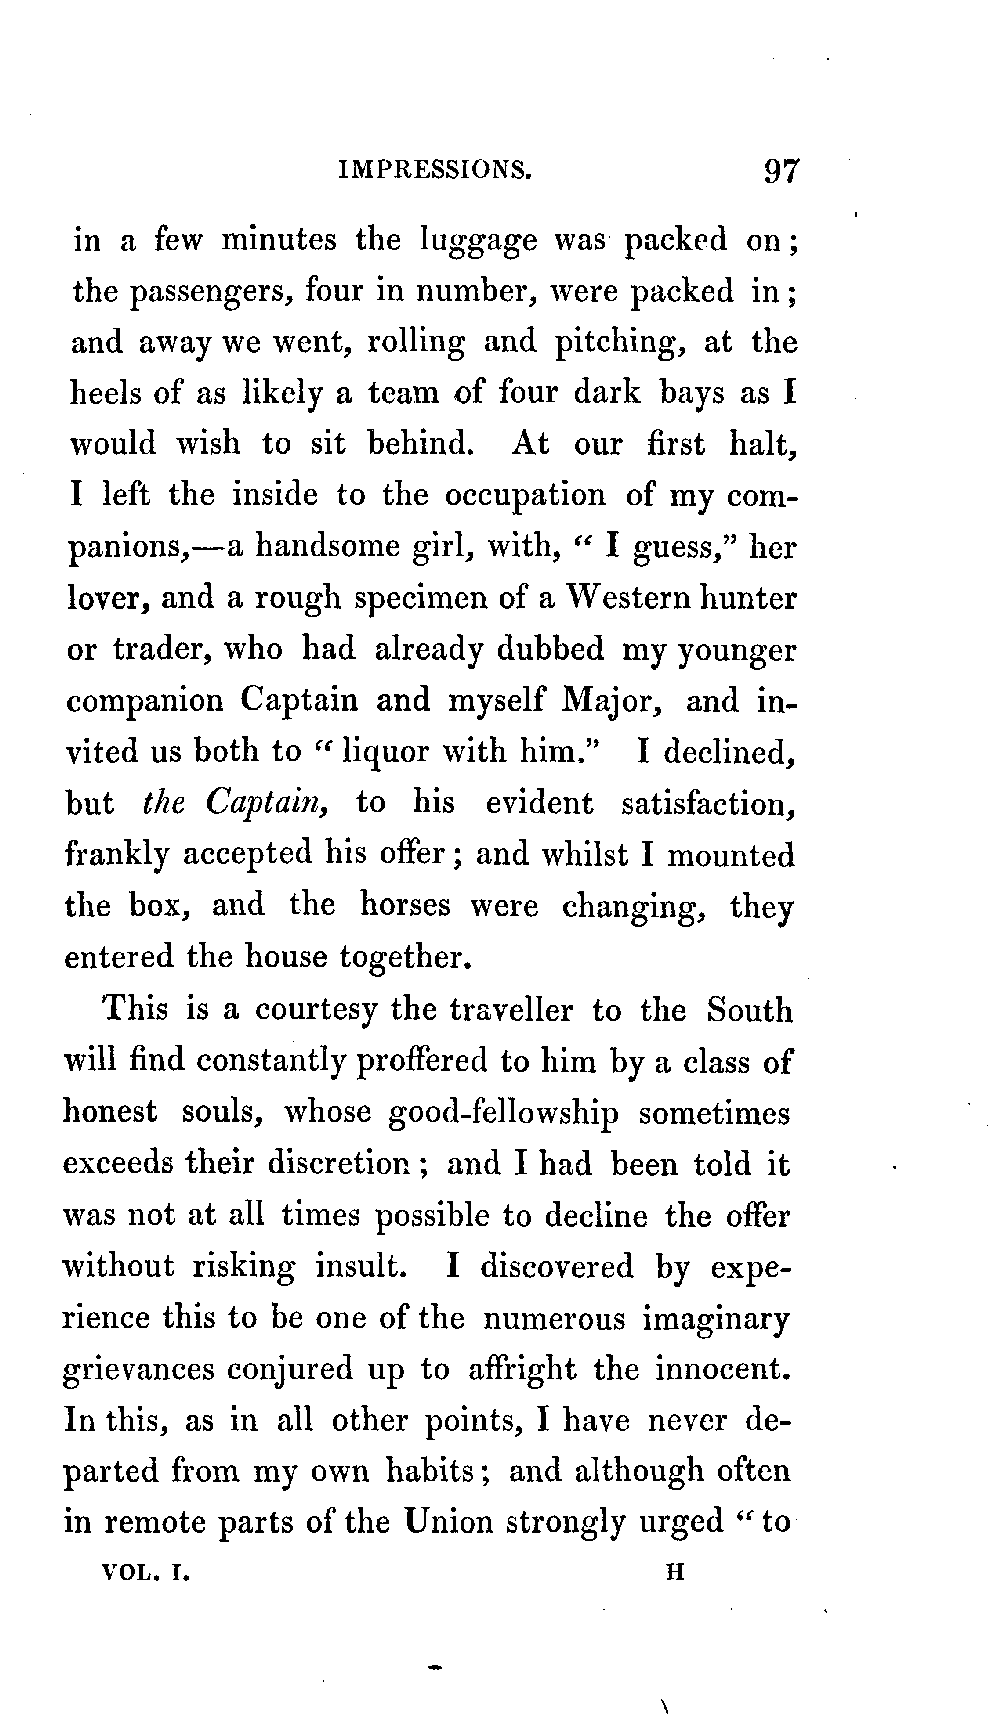 IMPRESSIONS. 97
in a few minutes the luggage was packed on;
the passengers, four in number, were packed in;
and away we went, rolling and pitching, at the
heels of as likely a team of four dark bays as I
would wish to sit behind. At our first halt,
I left the inside to the occupation of my com-
panions,—a handsome girl, with, “ I guess,” her
lover, and a rough specimen of a Western hunter
or trader, who had already dubbed my younger
companion Captain and myself Major, and in-
vited us both to “ liquor with him.” I declined,
but the Captain, to his evident satisfaction,
frankly accepted his offer; and whilst I mounted
the box, and the horses were changing, they
entered the house together.
This is a courtesy the traveller to the South
will find constantly proffered to him by a class of
honest souls, whose good-fellowship sometimes
exceeds their discretion; and I had been told it
was not at all times possible to decline the offer
without risking insult. I discovered by expe-
rience this to be one of the numerous imaginary
grievances conjured up to affright the innocent.
In this, as in all other points, I have never de-
parted from my own habits; and although often
in remote parts of the Union strongly urged “ to
VOL. I. H